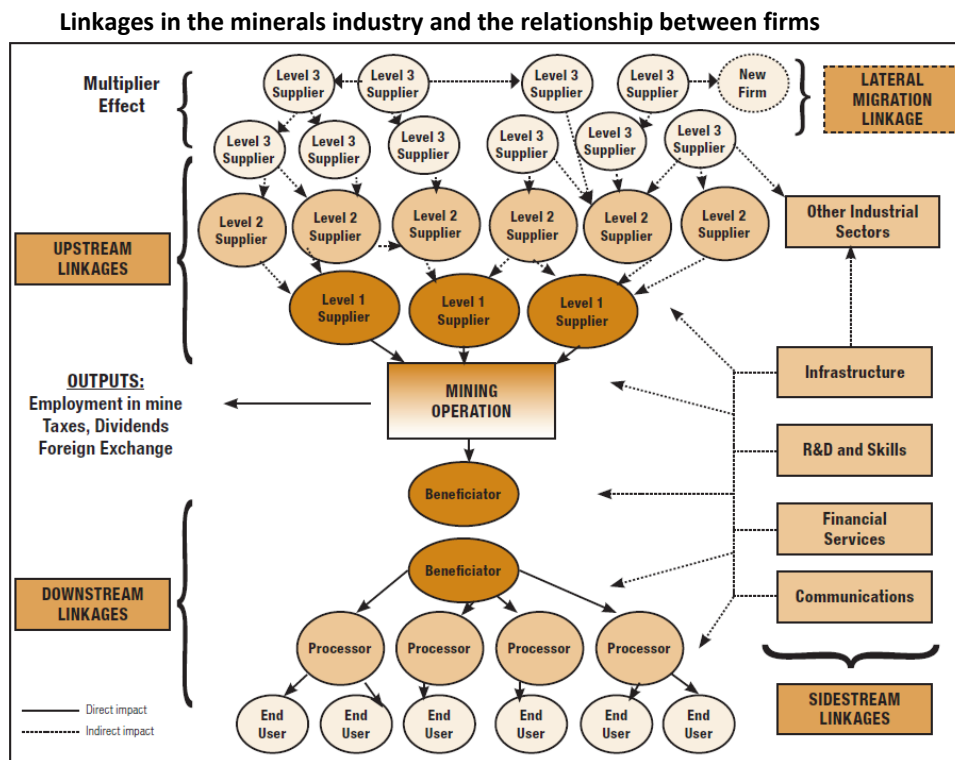 Linkages in the minerals industry and the relationship between firms
Multiplier
Effect
Level 3
Supplier
Level 3
Supplier
Level 3
Supplier
Level 3
Supplier
New
Firm
LATERAL
MIGRATION
LINKAGE
Level 3
Supplier
Level 3
Supplier
Level 3
Supplier
Level 3
Supplier
Level 3
Supplier
Level 3
Supplier
UPSTREAM
LINKAGES
Level 2
Supplier
Level 2
Supplier
Level 2
Supplier
Level 2
Supplier
Level 2
Supplier
Level 2
Supplier
Other Industrial
Sectors
Level 1
Supplier
Level 1
Supplier
Level 1
Supplier
OUTPUTS:
Employment in mine
Taxes, Dividends
Foreign Exchange
MINING
OPERATION
Infrastructure
R&D and Skills
Beneficiator
Financial
Services
DOWNSTREAM
LINKAGES
Beneficiator
Communications
Processor
Processor
Processor
Processor
SIDESTREAM
LINKAGES
End
User
End
User
End
User
End
User
End
User
End
User
Direct impact
Indirect impact